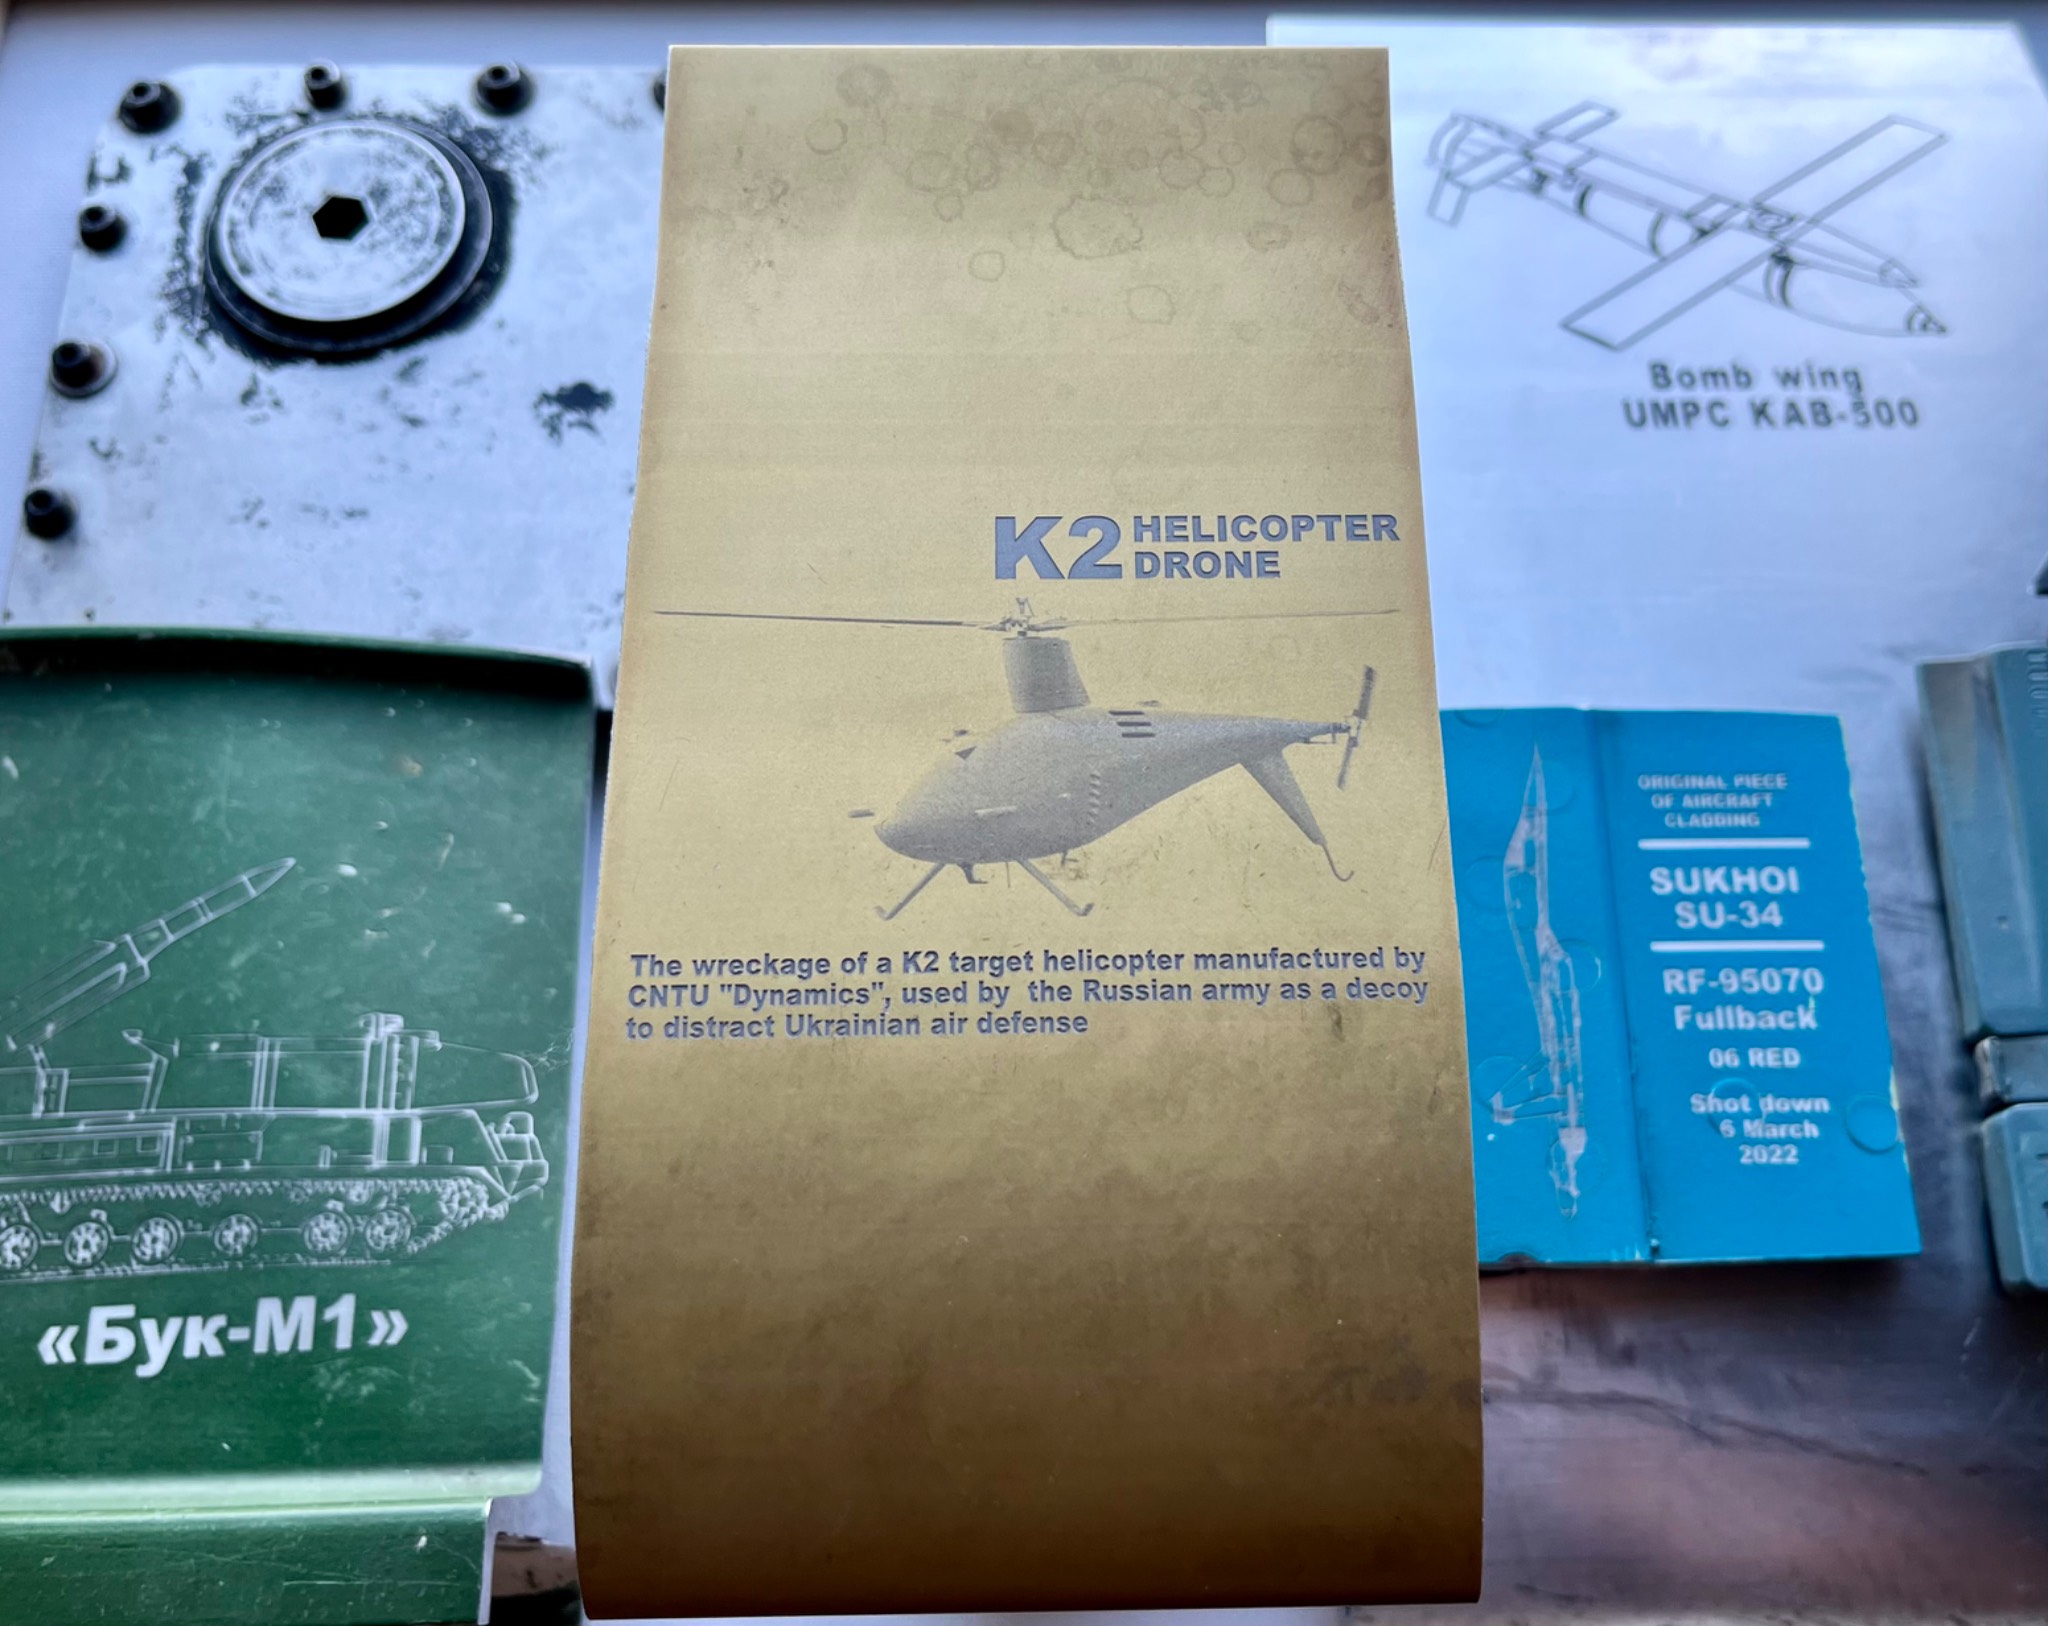 Bomb wing
UMPC KAB-500
K2 HELICOPTER
DRONE
The wreckage of a K2 target helicopter manufactured by
CNTU "Dynamics", used by the Russian army as a decoy
to distract Ukrainian air defense
ORIGINAL PIECE
OF AIRCRAFT
CLADDING
SUKHOI
SU-34
RF-95070
Fullback
06 RED
Shot down
6 March
2022
«Бук-М1»